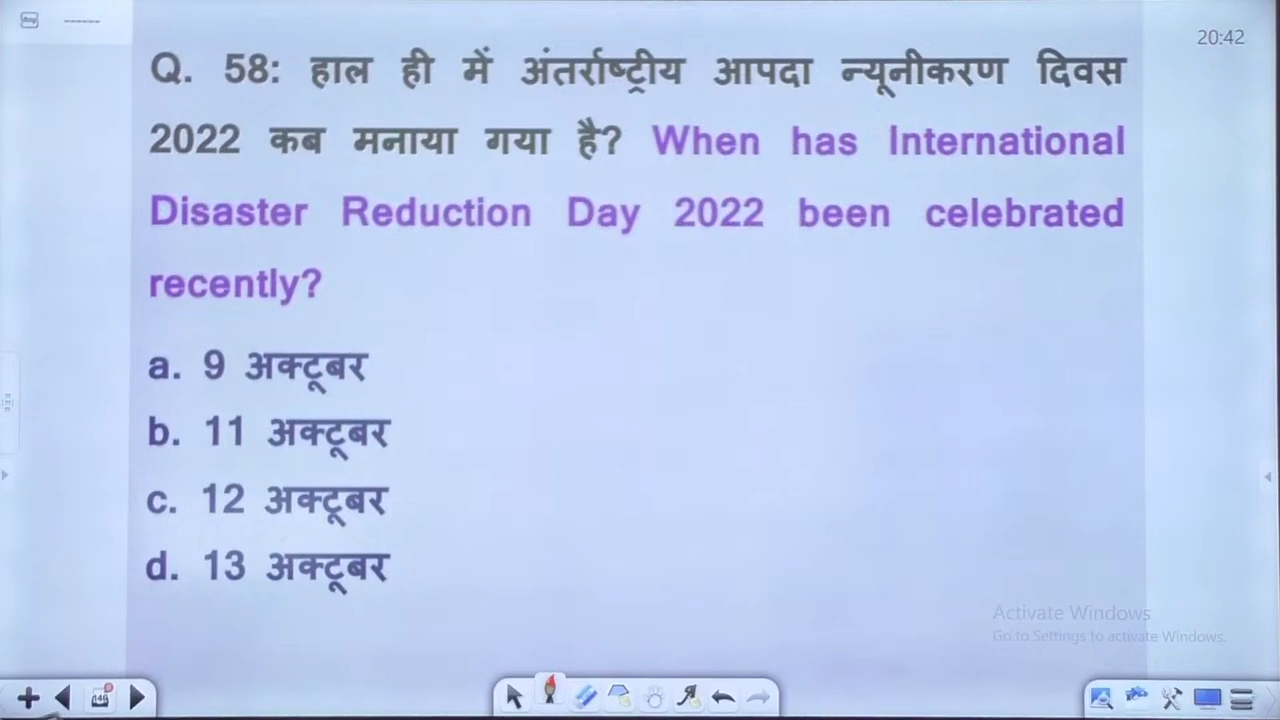 20:42
Q. 58: हाल ही में अंतर्राष्ट्रीय आपदा न्यूनीकरण दिवस
2022 कब मनाया गया है? When has International
Disaster Reduction Day 2022 been celebrated
recently?
a. 9 अक्टूबर
b. 11 अक्टूबर
c. 12 अक्टूबर
d. 13 अक्टूबर
Activate Windows
Go to Settings to activate Windows.